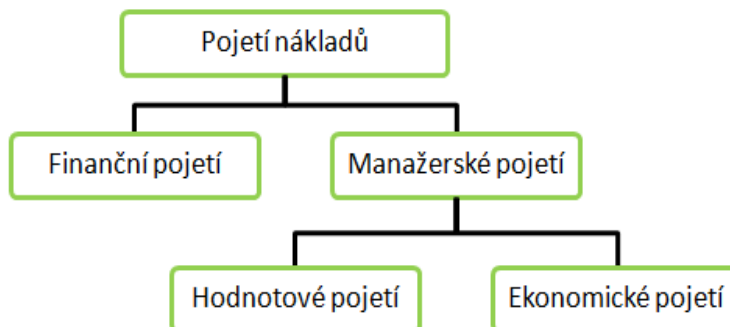 Pojetí nákladů
Finanční pojetí
Manažerské pojetí
Hodnotové pojetí
Ekonomické pojetí